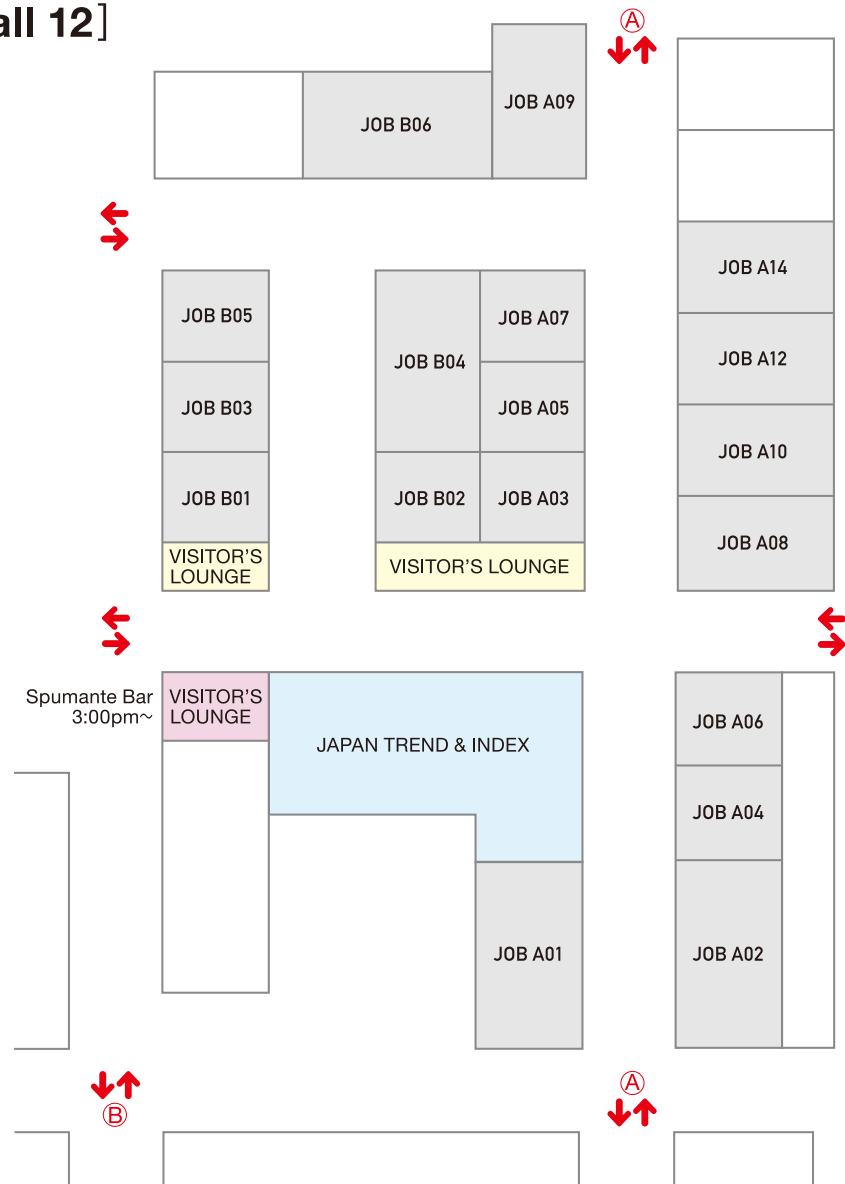 all 12]
Ⓐ
JOB A09
JOB B06
JOB A14
JOB B05
JOB A07
JOB B04
JOB A12
JOB B03
JOB A05
JOB A10
JOB B01
JOB B02
JOB A03
JOB A08
VISITOR'S
LOUNGE
VISITOR'S LOUNGE
Spumante Bar
3:00pm~
VISITOR'S
LOUNGE
JAPAN TREND & INDEX
JOB A06
JOB A04
JOB A01
JOB A02
Ⓑ
Ⓐ